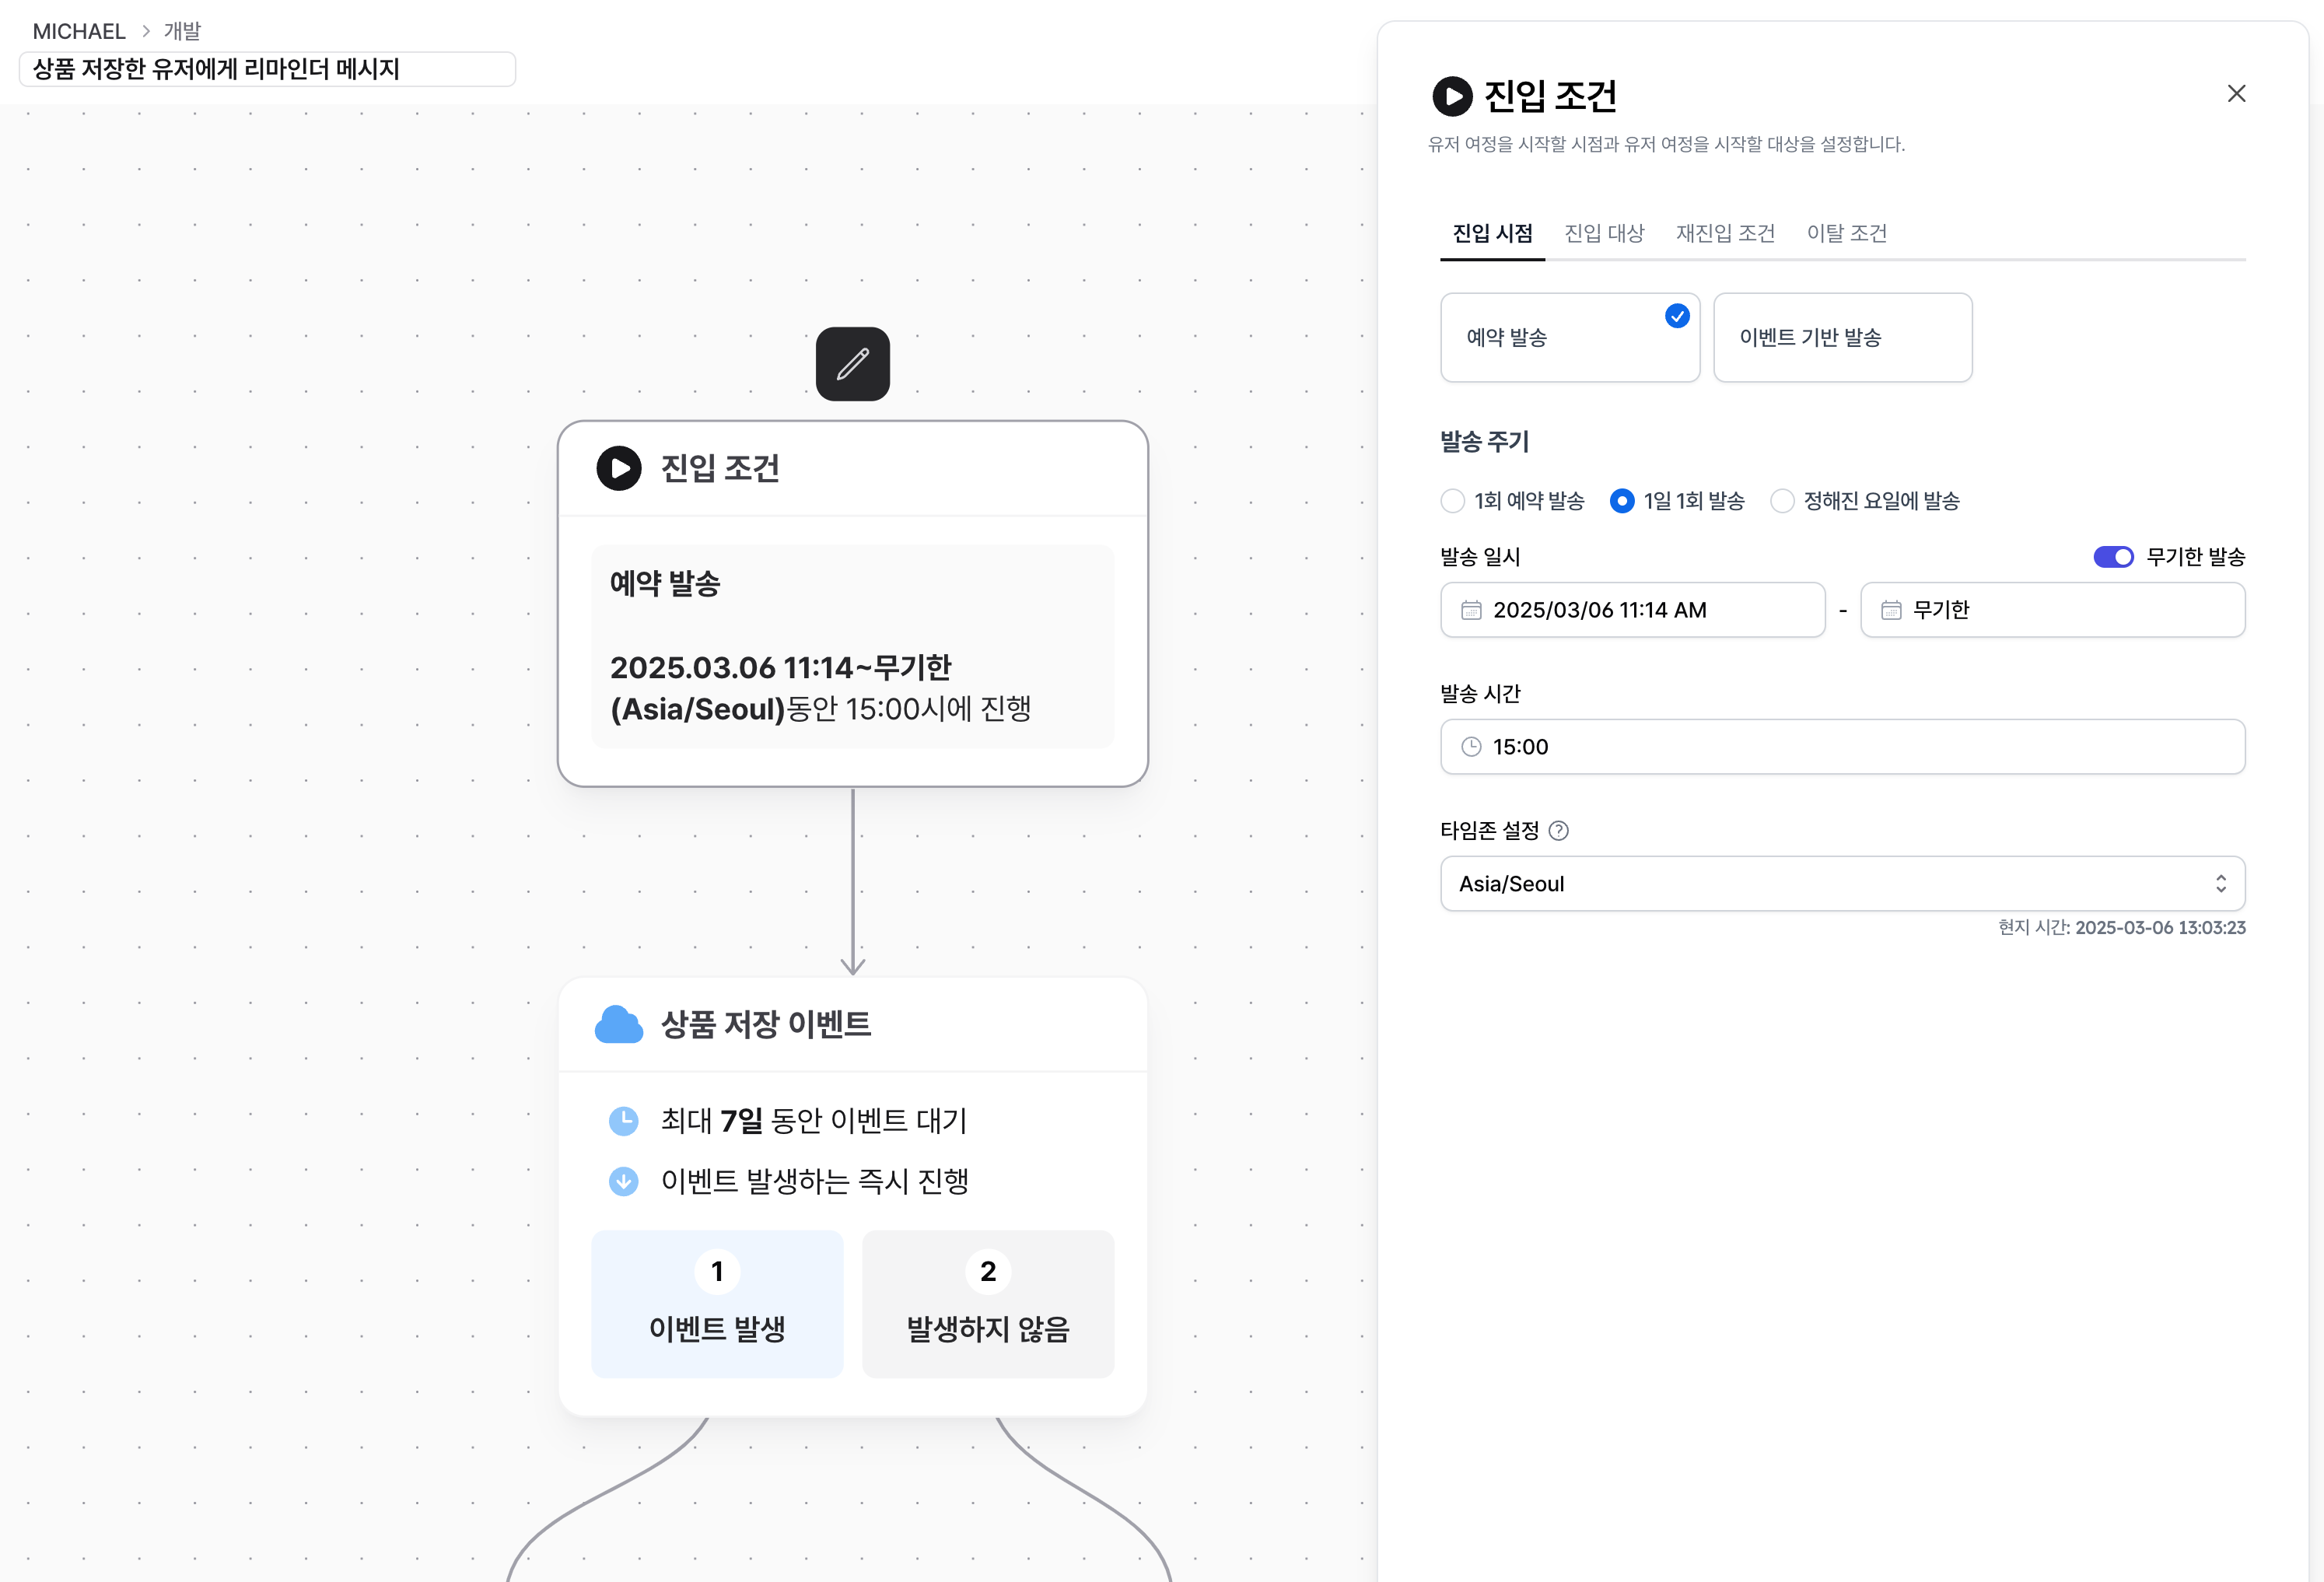 MICHAEL > 개발
상품 저장한 유저에게 리마인더 메시지
진입 조건
예약 발송
2025.03.06 11:14~무기한
(Asia/Seoul)동안 15:00시에 진행
상품 저장 이벤트
최대 7일 동안 이벤트 대기
이벤트 발생하는 즉시 진행
1
이벤트 발생
2
발생하지 않음
진입 조건
유저 여정을 시작할 시점과 유저 여정을 시작할 대상을 설정합니다.
진입 시점 진입 대상 재진입 조건 이탈 조건
예약 발송 이벤트 기반 발송
발송 주기
1회 예약 발송 1일 1회 발송 정해진 요일에 발송
발송 일시 무기한 발송
2025/03/06 11:14 AM - 무기한
발송 시간
15:00
타임존 설정 ?
Asia/Seoul
현지 시간: 2025-03-06 13:03:23